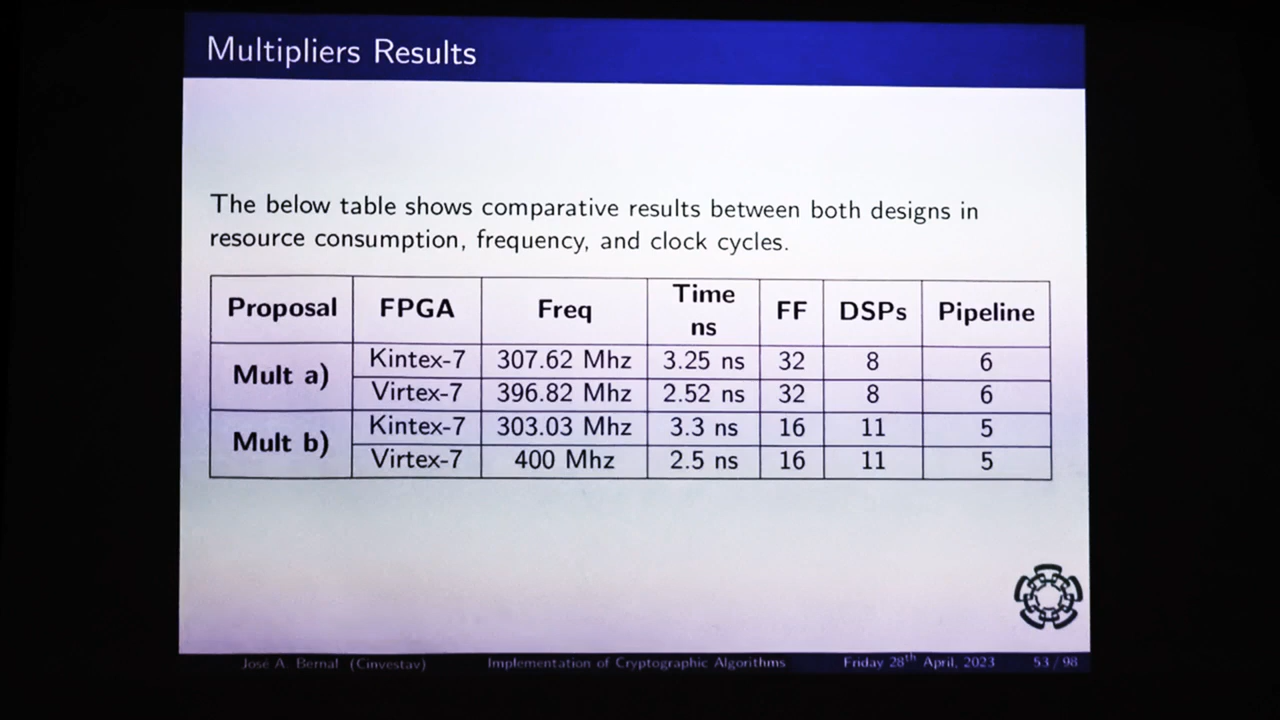 Multipliers Results
The below table shows comparative results between both designs in
resource consumption, frequency, and clock cycles.
Proposal FPGA Freq Time ns FF DSPs Pipeline
Mult a) Kintex-7 307.62 Mhz 3.25 ns 32 8 6
Virtex-7 396.82 Mhz 2.52 ns 32 8 6
Mult b) Kintex-7 303.03 Mhz 3.3 ns 16 11 5
Virtex-7 400 Mhz 2.5 ns 16 11 5
José A. Bernal (Cinvestav) Implementation of Cryptographic Algorithms Friday 28th April, 2023 53 / 98